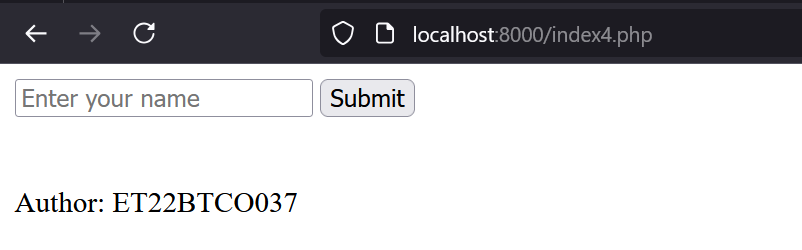 localhost:8000/index4.php
Enter your name Submit
Author: ET22BTCO037